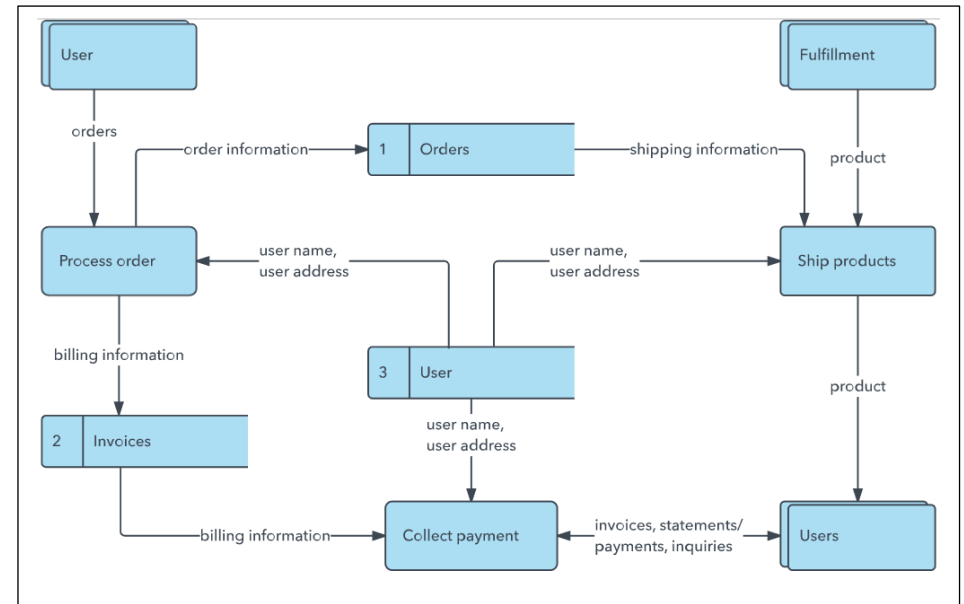 User
Fulfillment
orders
order information
1
Orders
shipping information
product
Process order
user name,
user address
user name,
user address
Ship products
billing information
3
User
product
2
Invoices
user name,
user address
billing information
Collect payment
invoices, statements/
payments, inquiries
Users